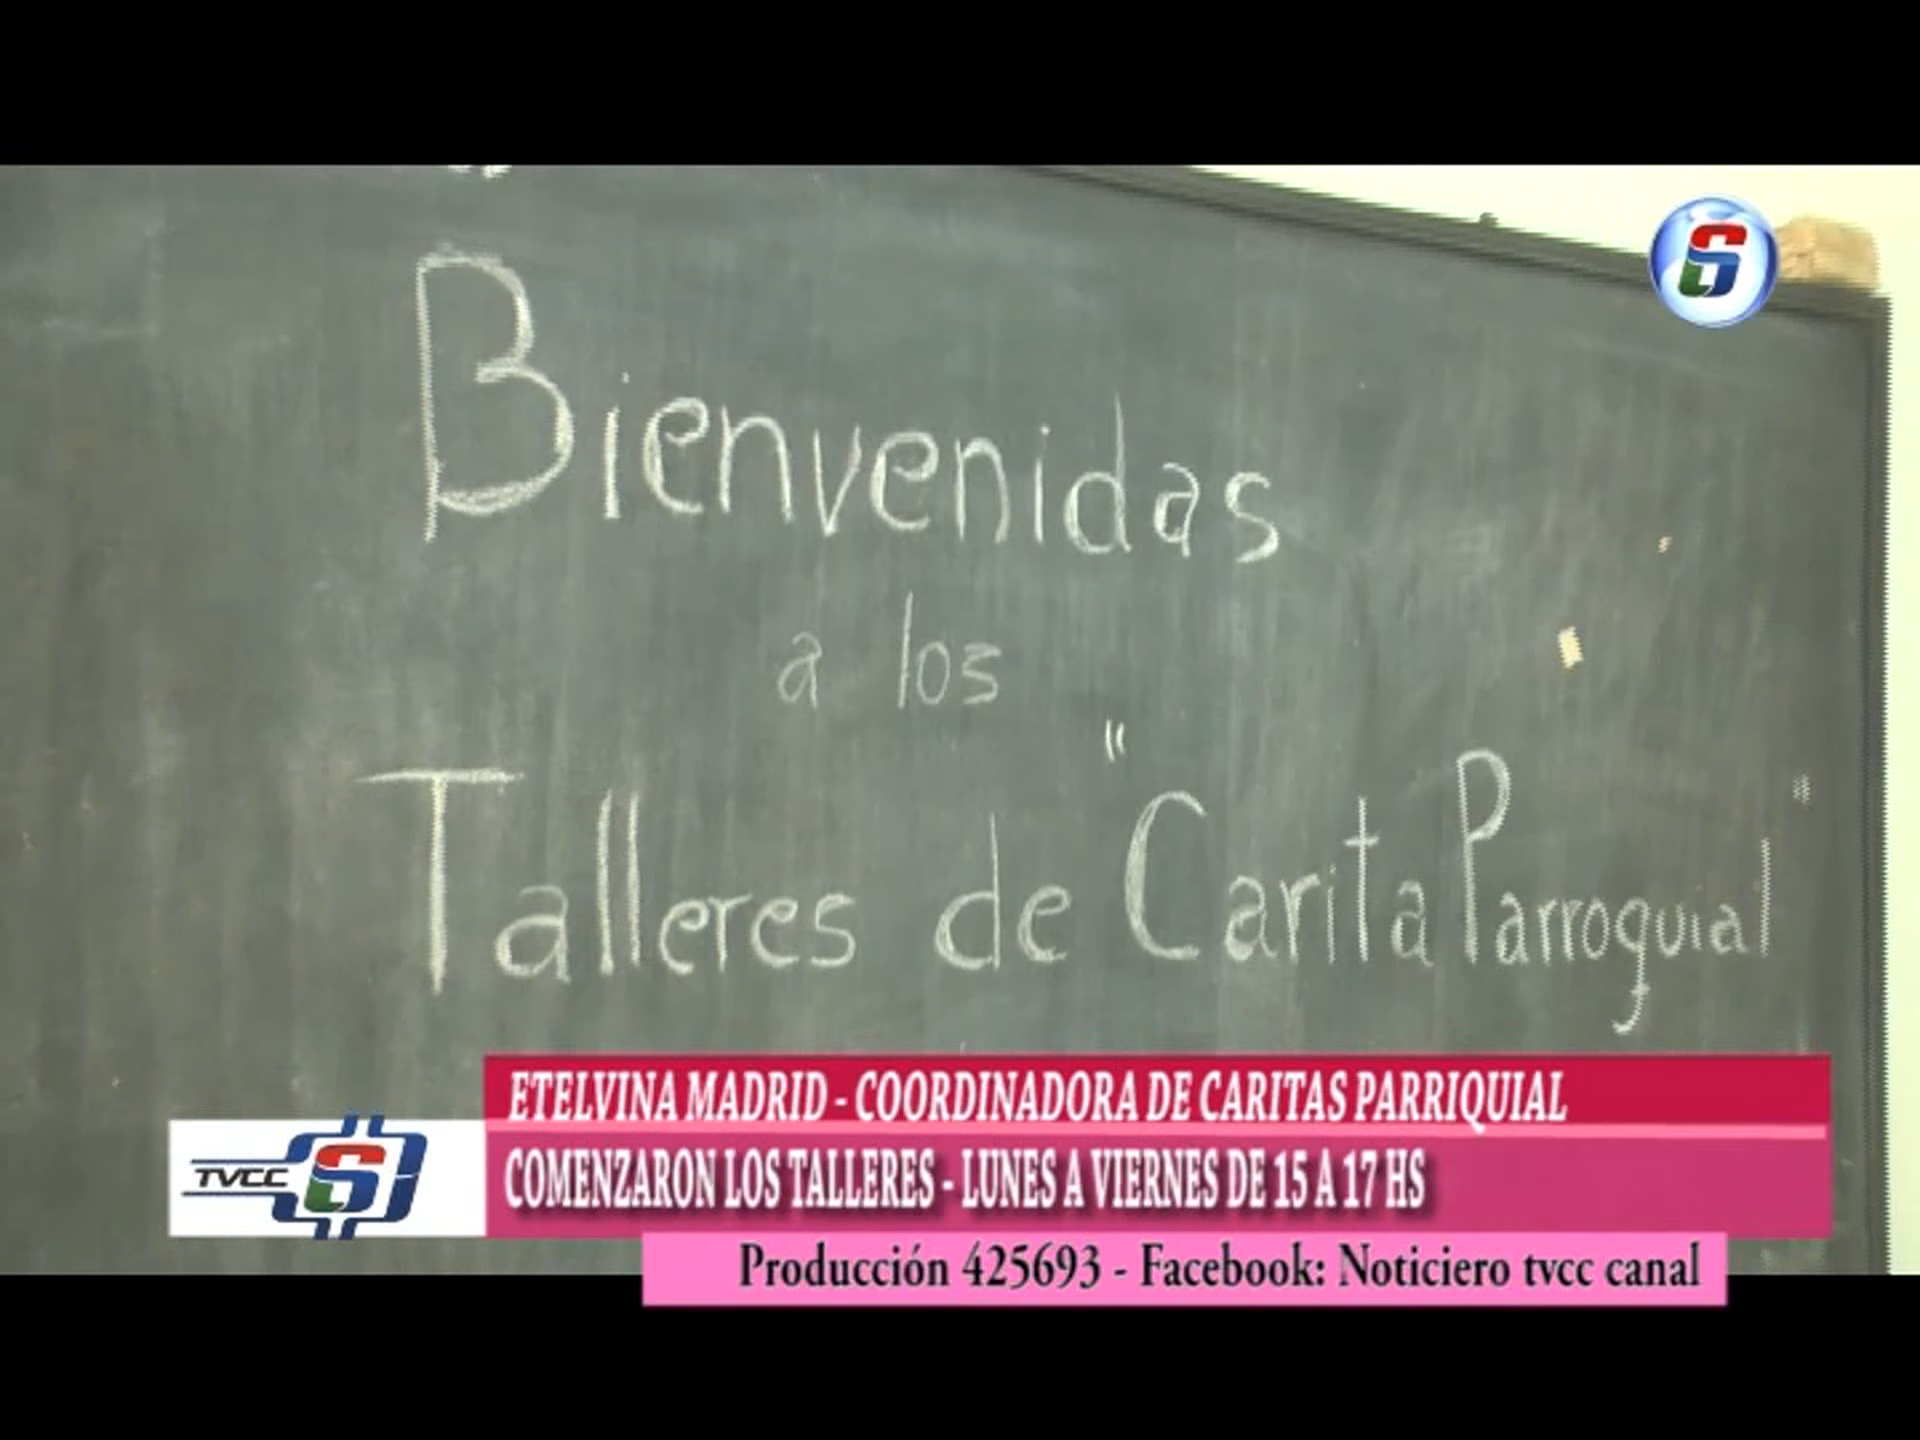 Bienvenidas
a los
Talleres de "Carita Parroquial"
ETELVINA MADRID - COORDINADORA DE CARITAS PARRIQUIAL
TVCC 6
COMENZARON LOS TALLERES - LUNES A VIERNES DE 15 A 17 HS
Producción 425693 - Facebook: Noticiero tvcc canal